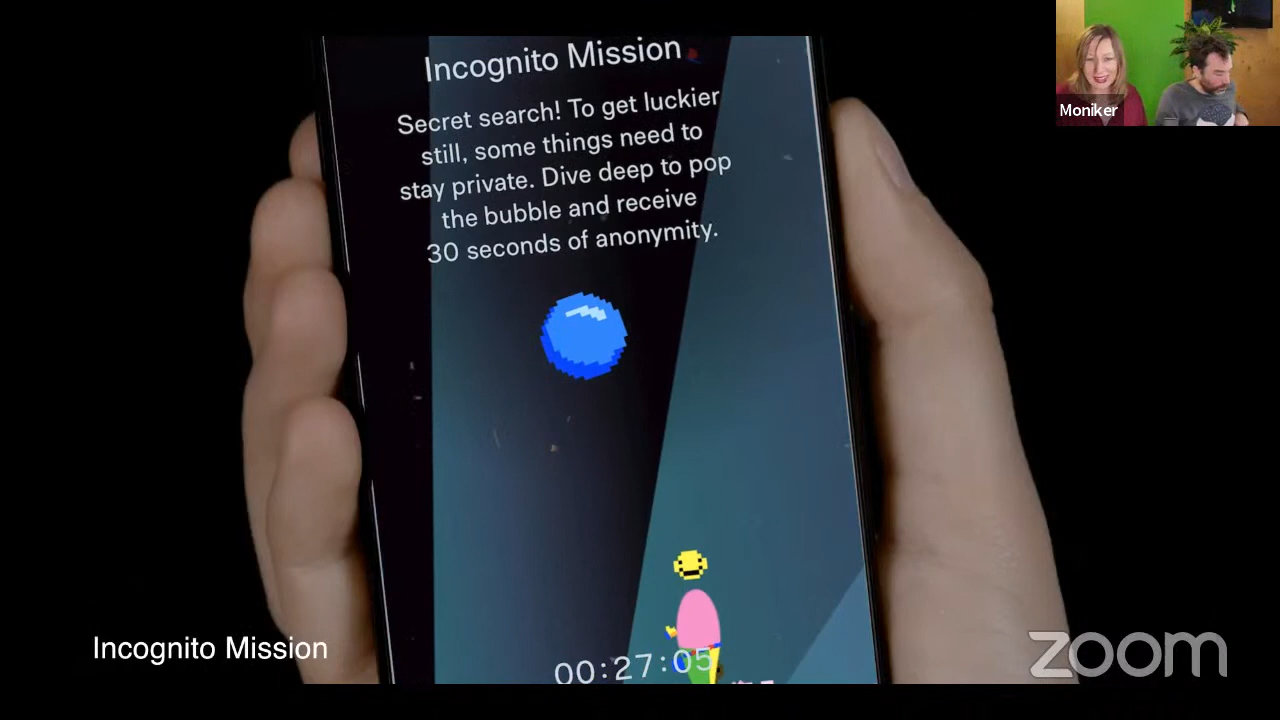 Incognito Mission
Secret search! To get luckier
still, some things need to
stay private. Dive deep to pop
the bubble and receive
30 seconds of anonymity.
00:27:05
Moniker
Incognito Mission
zoom